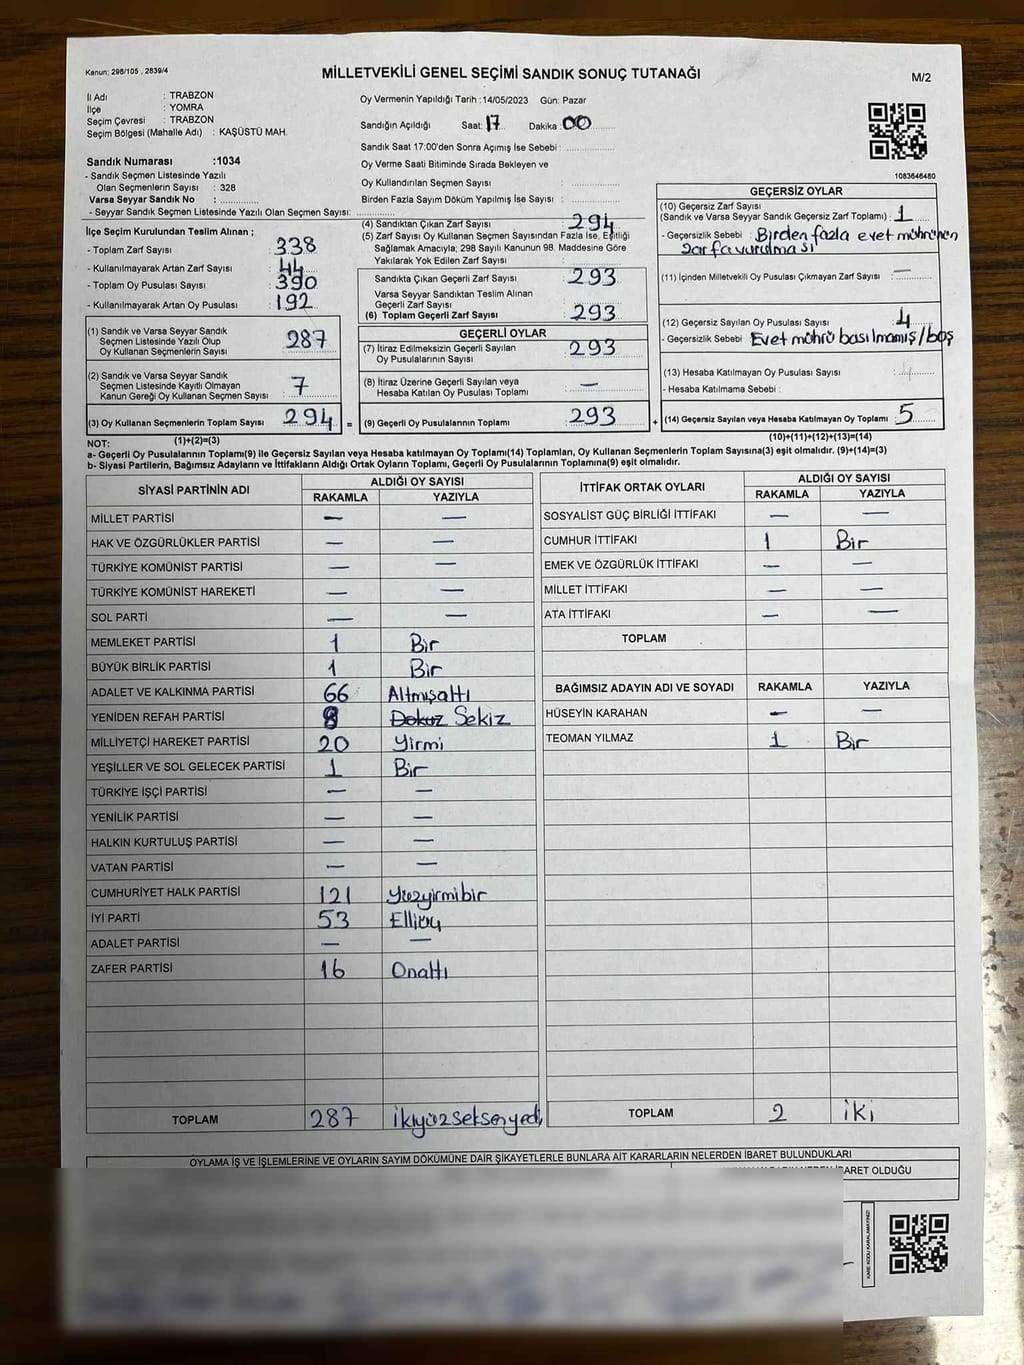 Kanun: 298/105 , 2839/4
MİLLETVEKİLİ GENEL SEÇİMİ SANDIK SONUÇ TUTANAĞI
M/2
İl Adı : TRABZON
İlçe : YOMRA
Seçim Çevresi : TRABZON
Seçim Bölgesi (Mahalle Adı) : KAŞÜSTÜ MAH.
Sandık Numarası :1034
- Sandık Seçmen Listesinde Yazılı
Olan Seçmenlerin Sayısı : 328
Varsa Seyyar Sandık No :
- Seyyar Sandık Seçmen Listesinde Yazılı Olan Seçmen Sayısı:
Oy Vermenin Yapıldığı Tarih :14/05/2023 Gün: Pazar
Sandığın Açıldığı Saat: 17 Dakika : 00
Sandık Saat 17:00'den Sonra Açımış İse Sebebi :
Oy Verme Saati Bitiminde Sırada Bekleyen ve
Oy Kullandırılan Seçmen Sayısı :
Birden Fazla Sayım Döküm Yapılmış İse Sayısı :
1083646480
İlçe Seçim Kurulundan Teslim Alınan ;
- Toplam Zarf Sayısı : 338
- Kullanılmayarak Artan Zarf Sayısı : 44
- Toplam Oy Pusulası Sayısı : 390
- Kullanılmayarak Artan Oy Pusulası : 192
(1) Sandık ve Varsa Seyyar Sandık
Seçmen Listesinde Yazılı Olup
Oy Kullanan Seçmenlerin Sayısı : 287
(2) Sandık ve Varsa Seyyar Sandık
Seçmen Listesinde Kayıtlı Olmayan
Kanun Gereği Oy Kullanan Seçmen Sayısı : 7
(3) Oy Kullanan Seçmenlerin Toplam Sayısı : 294 =
(4) Sandıktan Çıkan Zarf Sayısı : 294
(5) Zarf Sayısı Oy Kullanan Seçmen Sayısından Fazla İse, Eşitliği
Sağlamak Amacıyla; 298 Sayılı Kanunun 98. Maddesine Göre
Yakılarak Yok Edilen Zarf Sayısı :
Sandıkta Çıkan Geçerli Zarf Sayısı : 293
Varsa Seyyar Sandıktan Teslim Alınan
Geçerli Zarf Sayısı :
(6) Toplam Geçerli Zarf Sayısı : 293
GEÇERLİ OYLAR
(7) İtiraz Edilmeksizin Geçerli Sayılan
Oy Pusulalarının Sayısı : 293
(8) İtiraz Üzerine Geçerli Sayılan veya
Hesaba Katılan Oy Pusulası Toplamı : —
(9) Geçerli Oy Pusulalarının Toplamı : 293 +
GEÇERSİZ OYLAR
(10) Geçersiz Zarf Sayısı
(Sandık ve Varsa Seyyar Sandık Geçersiz Zarf Toplamı) : 1
- Geçersizlik Sebebi : Birden fazla evet mührünün
zarfa vurulması
(11) İçinden Milletvekili Oy Pusulası Çıkmayan Zarf Sayısı : —
(12) Geçersiz Sayılan Oy Pusulası Sayısı : 4
- Geçersizlik Sebebi : Evet mührü basılmamış/boş
(13) Hesaba Katılmayan Oy Pusulası Sayısı :
- Hesaba Katılmama Sebebi :
(14) Geçersiz Sayılan veya Hesaba Katılmayan Oy Toplamı : 5
NOT: (1)+(2)=(3) (10)+(11)+(12)+(13)=(14)
a- Geçerli Oy Pusulalarının Toplamı(9) ile Geçersiz Sayılan veya Hesaba katılmayan Oy Toplamı(14) Toplamları, Oy Kullanan Seçmenlerin Toplam Sayısına(3) eşit olmalıdır. (9)+(14)=(3)
b- Siyasi Partilerin, Bağımsız Adayların ve İttifakların Aldığı Ortak Oyların Toplamı, Geçerli Oy Pusulalarının Toplamına(9) eşit olmalıdır.
SİYASİ PARTİNİN ADI ALDIĞI OY SAYISI
RAKAMLA YAZIYLA
MİLLET PARTİSİ — —
HAK VE ÖZGÜRLÜKLER PARTİSİ — —
TÜRKİYE KOMÜNİST PARTİSİ — —
TÜRKİYE KOMÜNİST HAREKETİ — —
SOL PARTİ — —
MEMLEKET PARTİSİ 1 Bir
BÜYÜK BİRLİK PARTİSİ 1 Bir
ADALET VE KALKINMA PARTİSİ 66 Altmışaltı
YENİDEN REFAH PARTİSİ 8 Dokuz Sekiz
MİLLİYETÇİ HAREKET PARTİSİ 20 Yirmi
YEŞİLLER VE SOL GELECEK PARTİSİ 1 Bir
TÜRKİYE İŞÇİ PARTİSİ — —
YENİLİK PARTİSİ — —
HALKIN KURTULUŞ PARTİSİ — —
VATAN PARTİSİ — —
CUMHURİYET HALK PARTİSİ 121 Yüzyirmibir
İYİ PARTİ 53 Elliüç
ADALET PARTİSİ — —
ZAFER PARTİSİ 16 Onaltı
TOPLAM 287 İkiyüzseksenyedi
İTTİFAK ORTAK OYLARI ALDIĞI OY SAYISI
RAKAMLA YAZIYLA
SOSYALİST GÜÇ BİRLİĞİ İTTİFAKI — —
CUMHUR İTTİFAKI 1 Bir
EMEK VE ÖZGÜRLÜK İTTİFAKI — —
MİLLET İTTİFAKI — —
ATA İTTİFAKI — —
TOPLAM
BAĞIMSIZ ADAYIN ADI VE SOYADI RAKAMLA YAZIYLA
HÜSEYİN KARAHAN — —
TEOMAN YILMAZ 1 Bir
TOPLAM 2 iki
OYLAMA İŞ VE İŞLEMLERİNE VE OYLARIN SAYIM DÖKÜMÜNE DAİR ŞİKAYETLERLE BUNLARA AİT KARARLARIN NELERDEN İBARET BULUNDUKLARI
İBARET OLDUĞU
KARE KODU KARALAMAYINIZ!